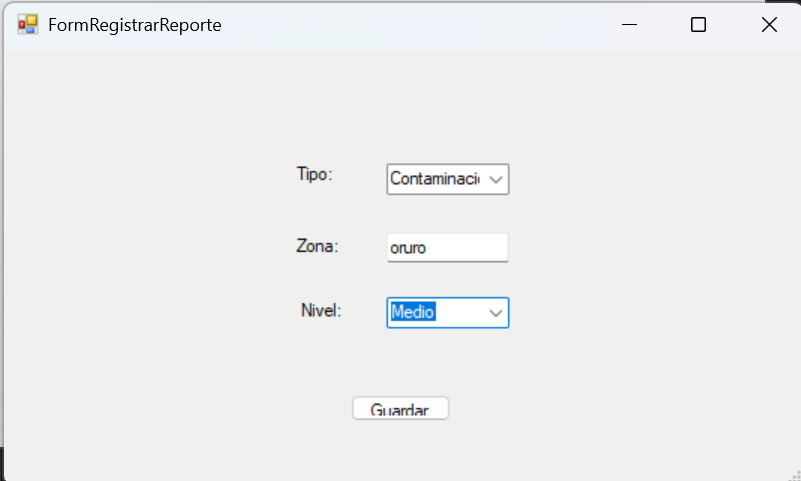 FormRegistrarReporte
Tipo: Contaminaci
Zona: oruro
Nivel: Medio
Guardar